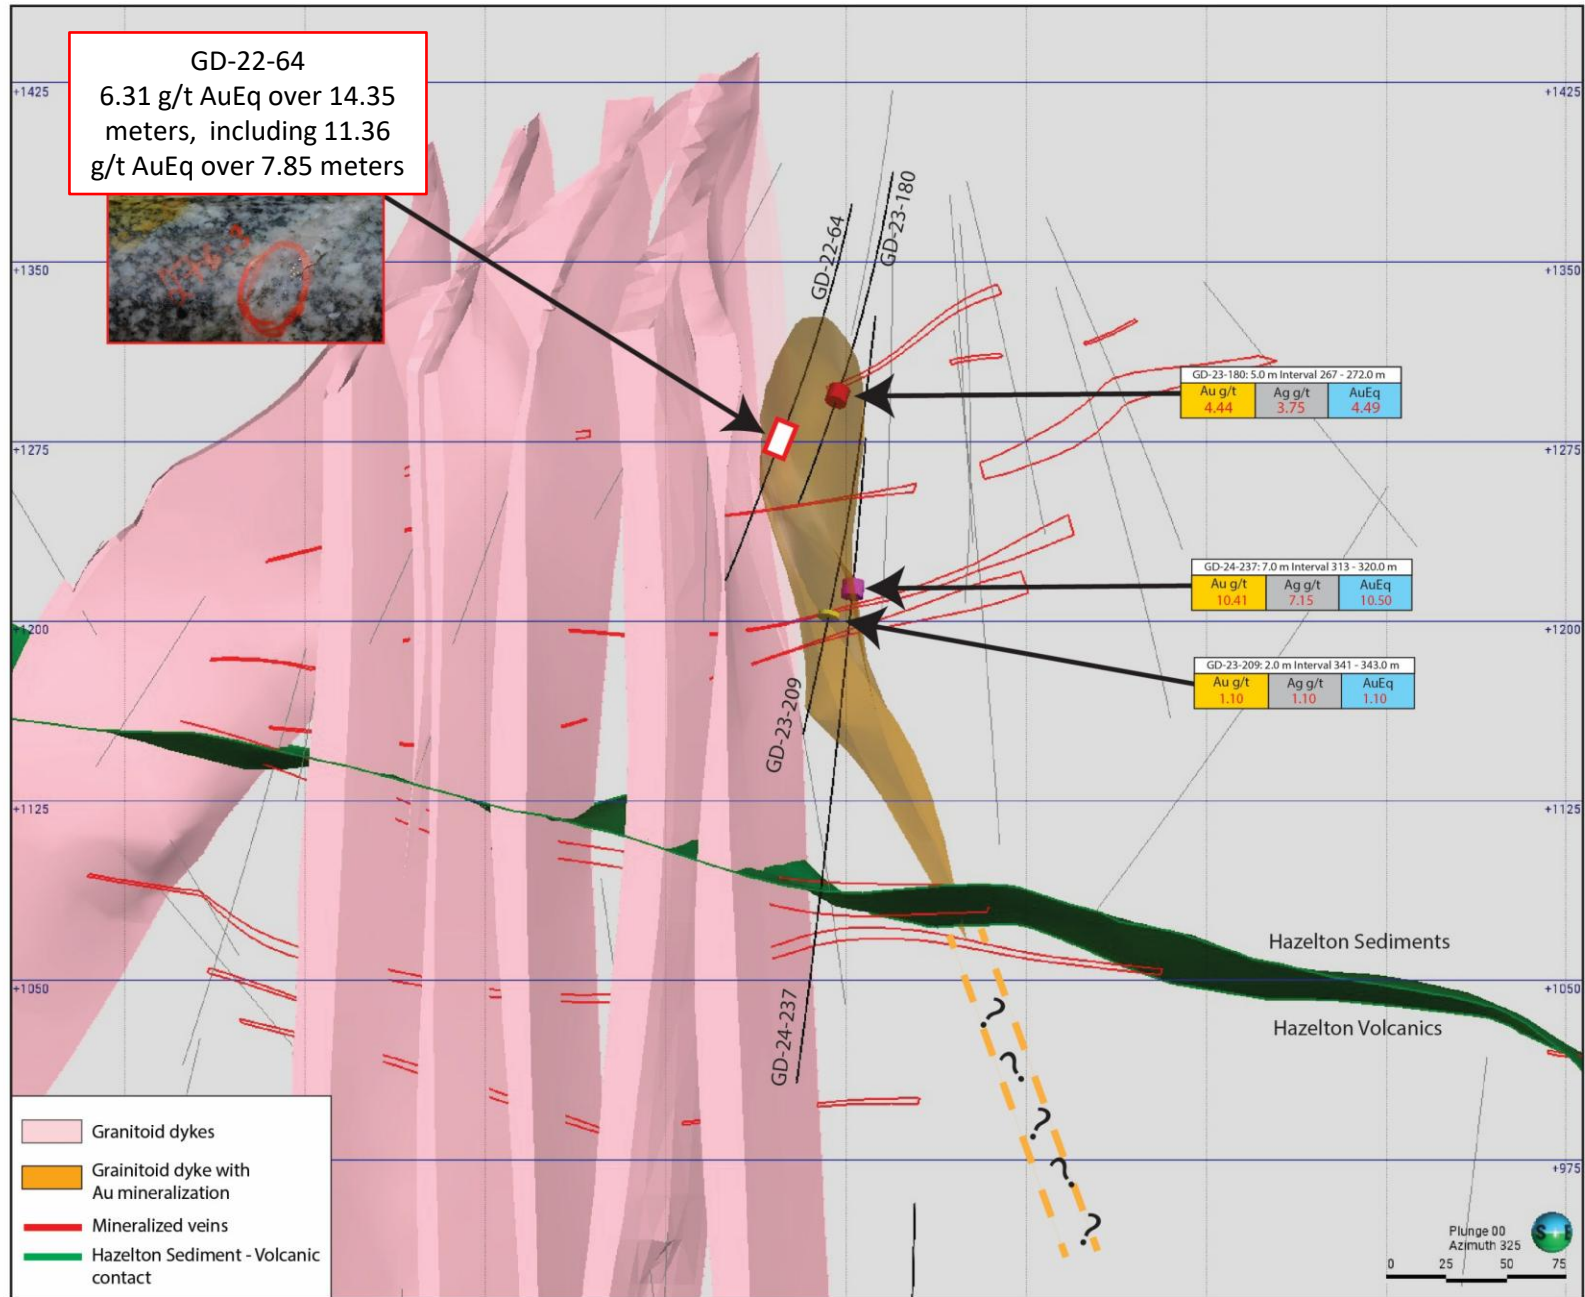 GD-22-64
6.31 g/t AuEq over 14.35
meters, including 11.36
g/t AuEq over 7.85 meters
+1425
+1425
+1350
+1350
+1275
+1275
+1200
+1200
+1125
+1125
+1050
+1050
+975
GD-22-64
GD-23-180
GD-23-209
GD-24-237
GD-23-180: 5.0 m Interval 267 - 272.0 m
Au g/t Ag g/t AuEq
4.44 3.75 4.49
GD-24-237: 7.0 m Interval 313 - 320.0 m
Au g/t Ag g/t AuEq
10.41 7.15 10.50
GD-23-209: 2.0 m Interval 341 - 343.0 m
Au g/t Ag g/t AuEq
1.10 1.10 1.10
Hazelton Sediments
Hazelton Volcanics
?
?
?
?
?
Granitoid dykes
Grainitoid dyke with
Au mineralization
Mineralized veins
Hazelton Sediment - Volcanic
contact
Plunge 00
Azimuth 325
S E
0 25 50 75